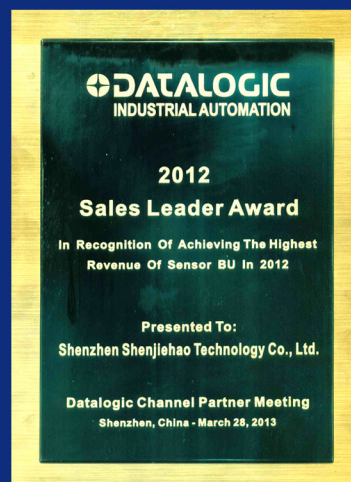 DATALOGIC
INDUSTRIAL AUTOMATION
2012
Sales Leader Award
In Recognition Of Achieving The Highest
Revenue Of Sensor BU In 2012
Presented To:
Shenzhen Shenjiehao Technology Co., Ltd.
Datalogic Channel Partner Meeting
Shenzhen, China - March 28, 2013